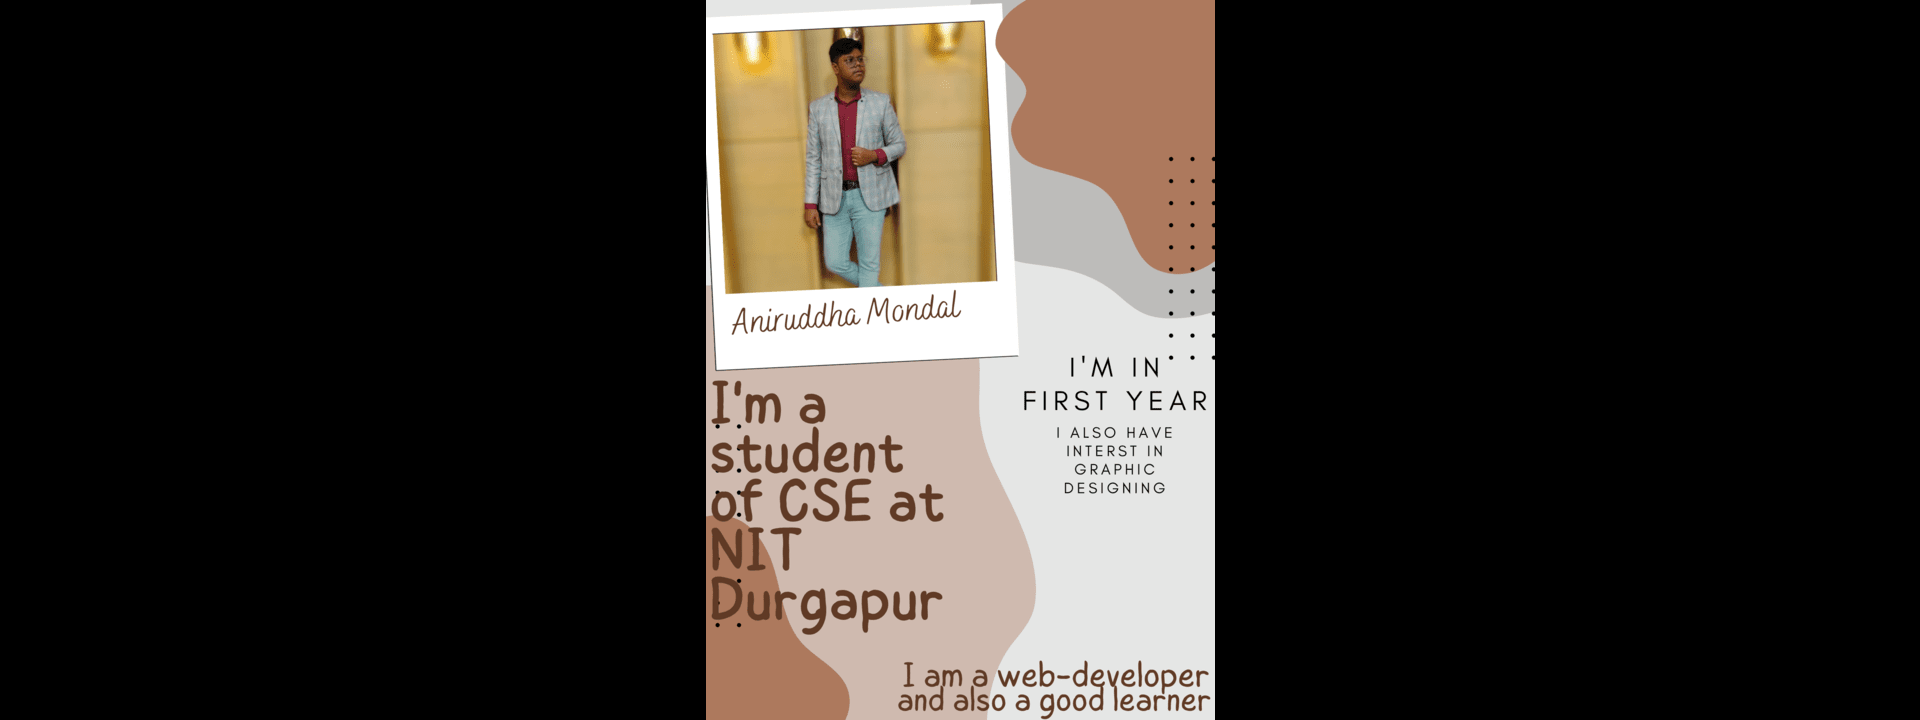 Aniruddha Mondal
I'm a
student
of CSE at
NIT
Durgapur
I'M IN
FIRST YEAR
I ALSO HAVE
INTERST IN
GRAPHIC
DESIGNING
I am a web-developer
and also a good learner